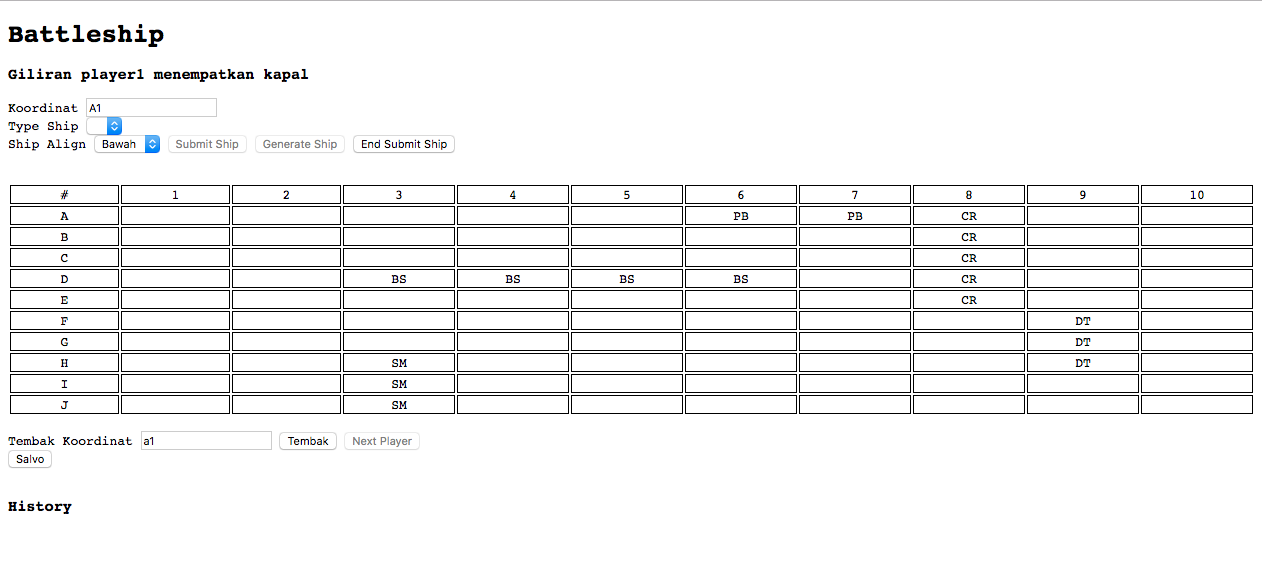 Battleship
Giliran player1 menempatkan kapal
Koordinat A1
Type Ship
Ship Align Bawah Submit Ship Generate Ship End Submit Ship
# 1 2 3 4 5 6 7 8 9 10
A PB PB CR
B CR
C CR
D BS BS BS BS CR
E CR
F DT
G DT
H SM DT
I SM
J SM
Tembak Koordinat a1 Tembak Next Player
Salvo
History